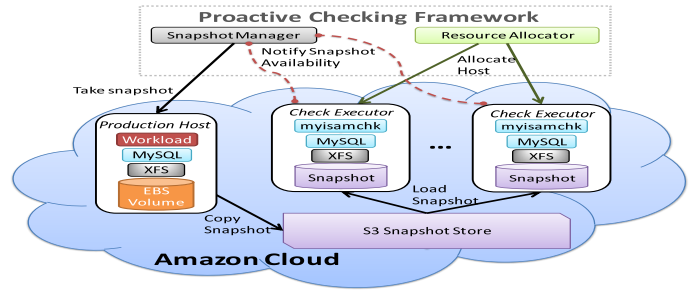 Proactive Checking Framework
Snapshot Manager
Resource Allocator
Notify Snapshot
Availability
Allocate
Host
Take snapshot
Production Host
Workload
MySQL
XFS
EBS
Volume
Check Executor
myisamchk
MySQL
XFS
Snapshot
...
Check Executor
myisamchk
MySQL
XFS
Snapshot
Load
Snapshot
Copy
Snapshot
S3 Snapshot Store
Amazon Cloud